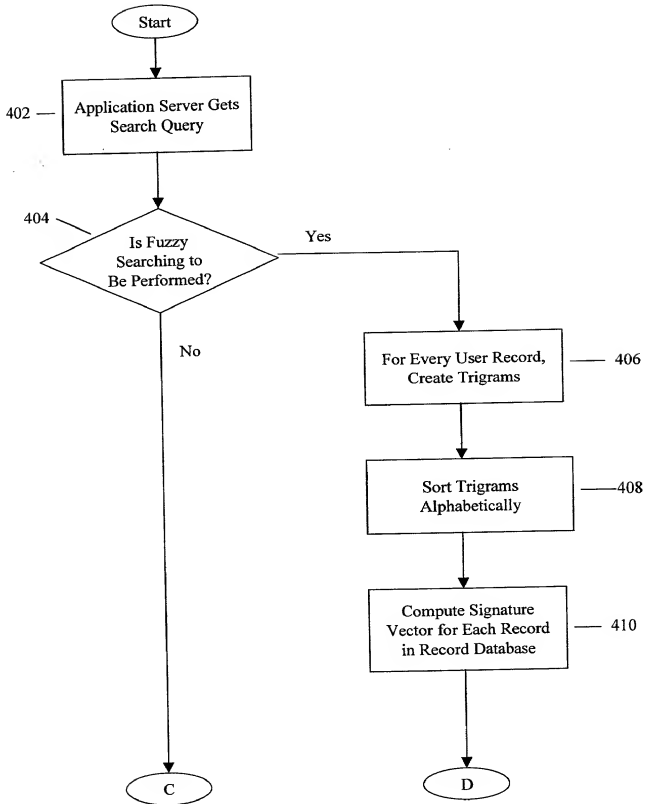 Start
402
Application Server Gets
Search Query
404
Is Fuzzy
Searching to
Be Performed?
Yes
No
For Every User Record,
Create Trigrams
406
Sort Trigrams
Alphabetically
408
Compute Signature
Vector for Each Record
in Record Database
410
C
D